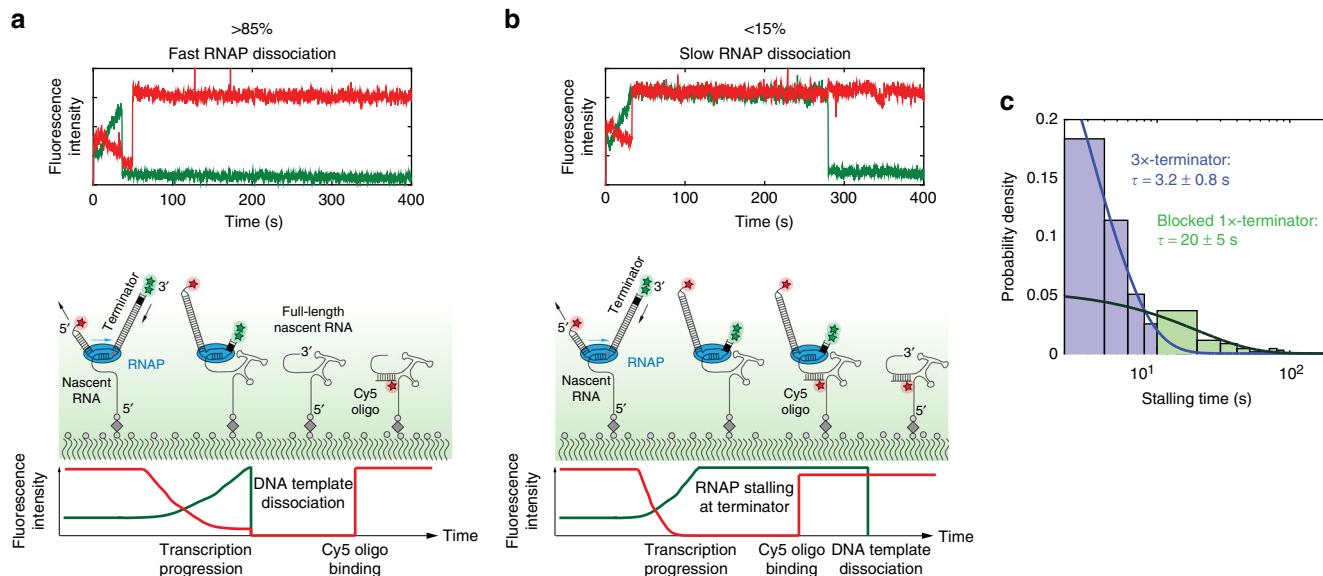 a
>85%
Fast RNAP dissociation
Fluorescence
intensity
0
100
200
300
400
Time (s)
Terminator
3′
5′
RNAP
Nascent
RNA
5′
Full-length
nascent RNA
3′
Cy5
oligo
5′
Fluorescence
intensity
DNA template
dissociation
Time
Transcription
progression
Cy5 oligo
binding
b
<15%
Slow RNAP dissociation
Fluorescence
intensity
0
100
200
300
400
Time (s)
Terminator
3′
5′
RNAP
Nascent
RNA
5′
Cy5
oligo
3′
5′
Fluorescence
intensity
RNAP stalling
at terminator
Time
Transcription
progression
Cy5 oligo
binding
DNA template
dissociation
c
0.2
0.15
0.1
0.05
0
Probability density
3×-terminator:
τ = 3.2 ± 0.8 s
Blocked 1×-terminator:
τ = 20 ± 5 s
10¹
10²
Stalling time (s)